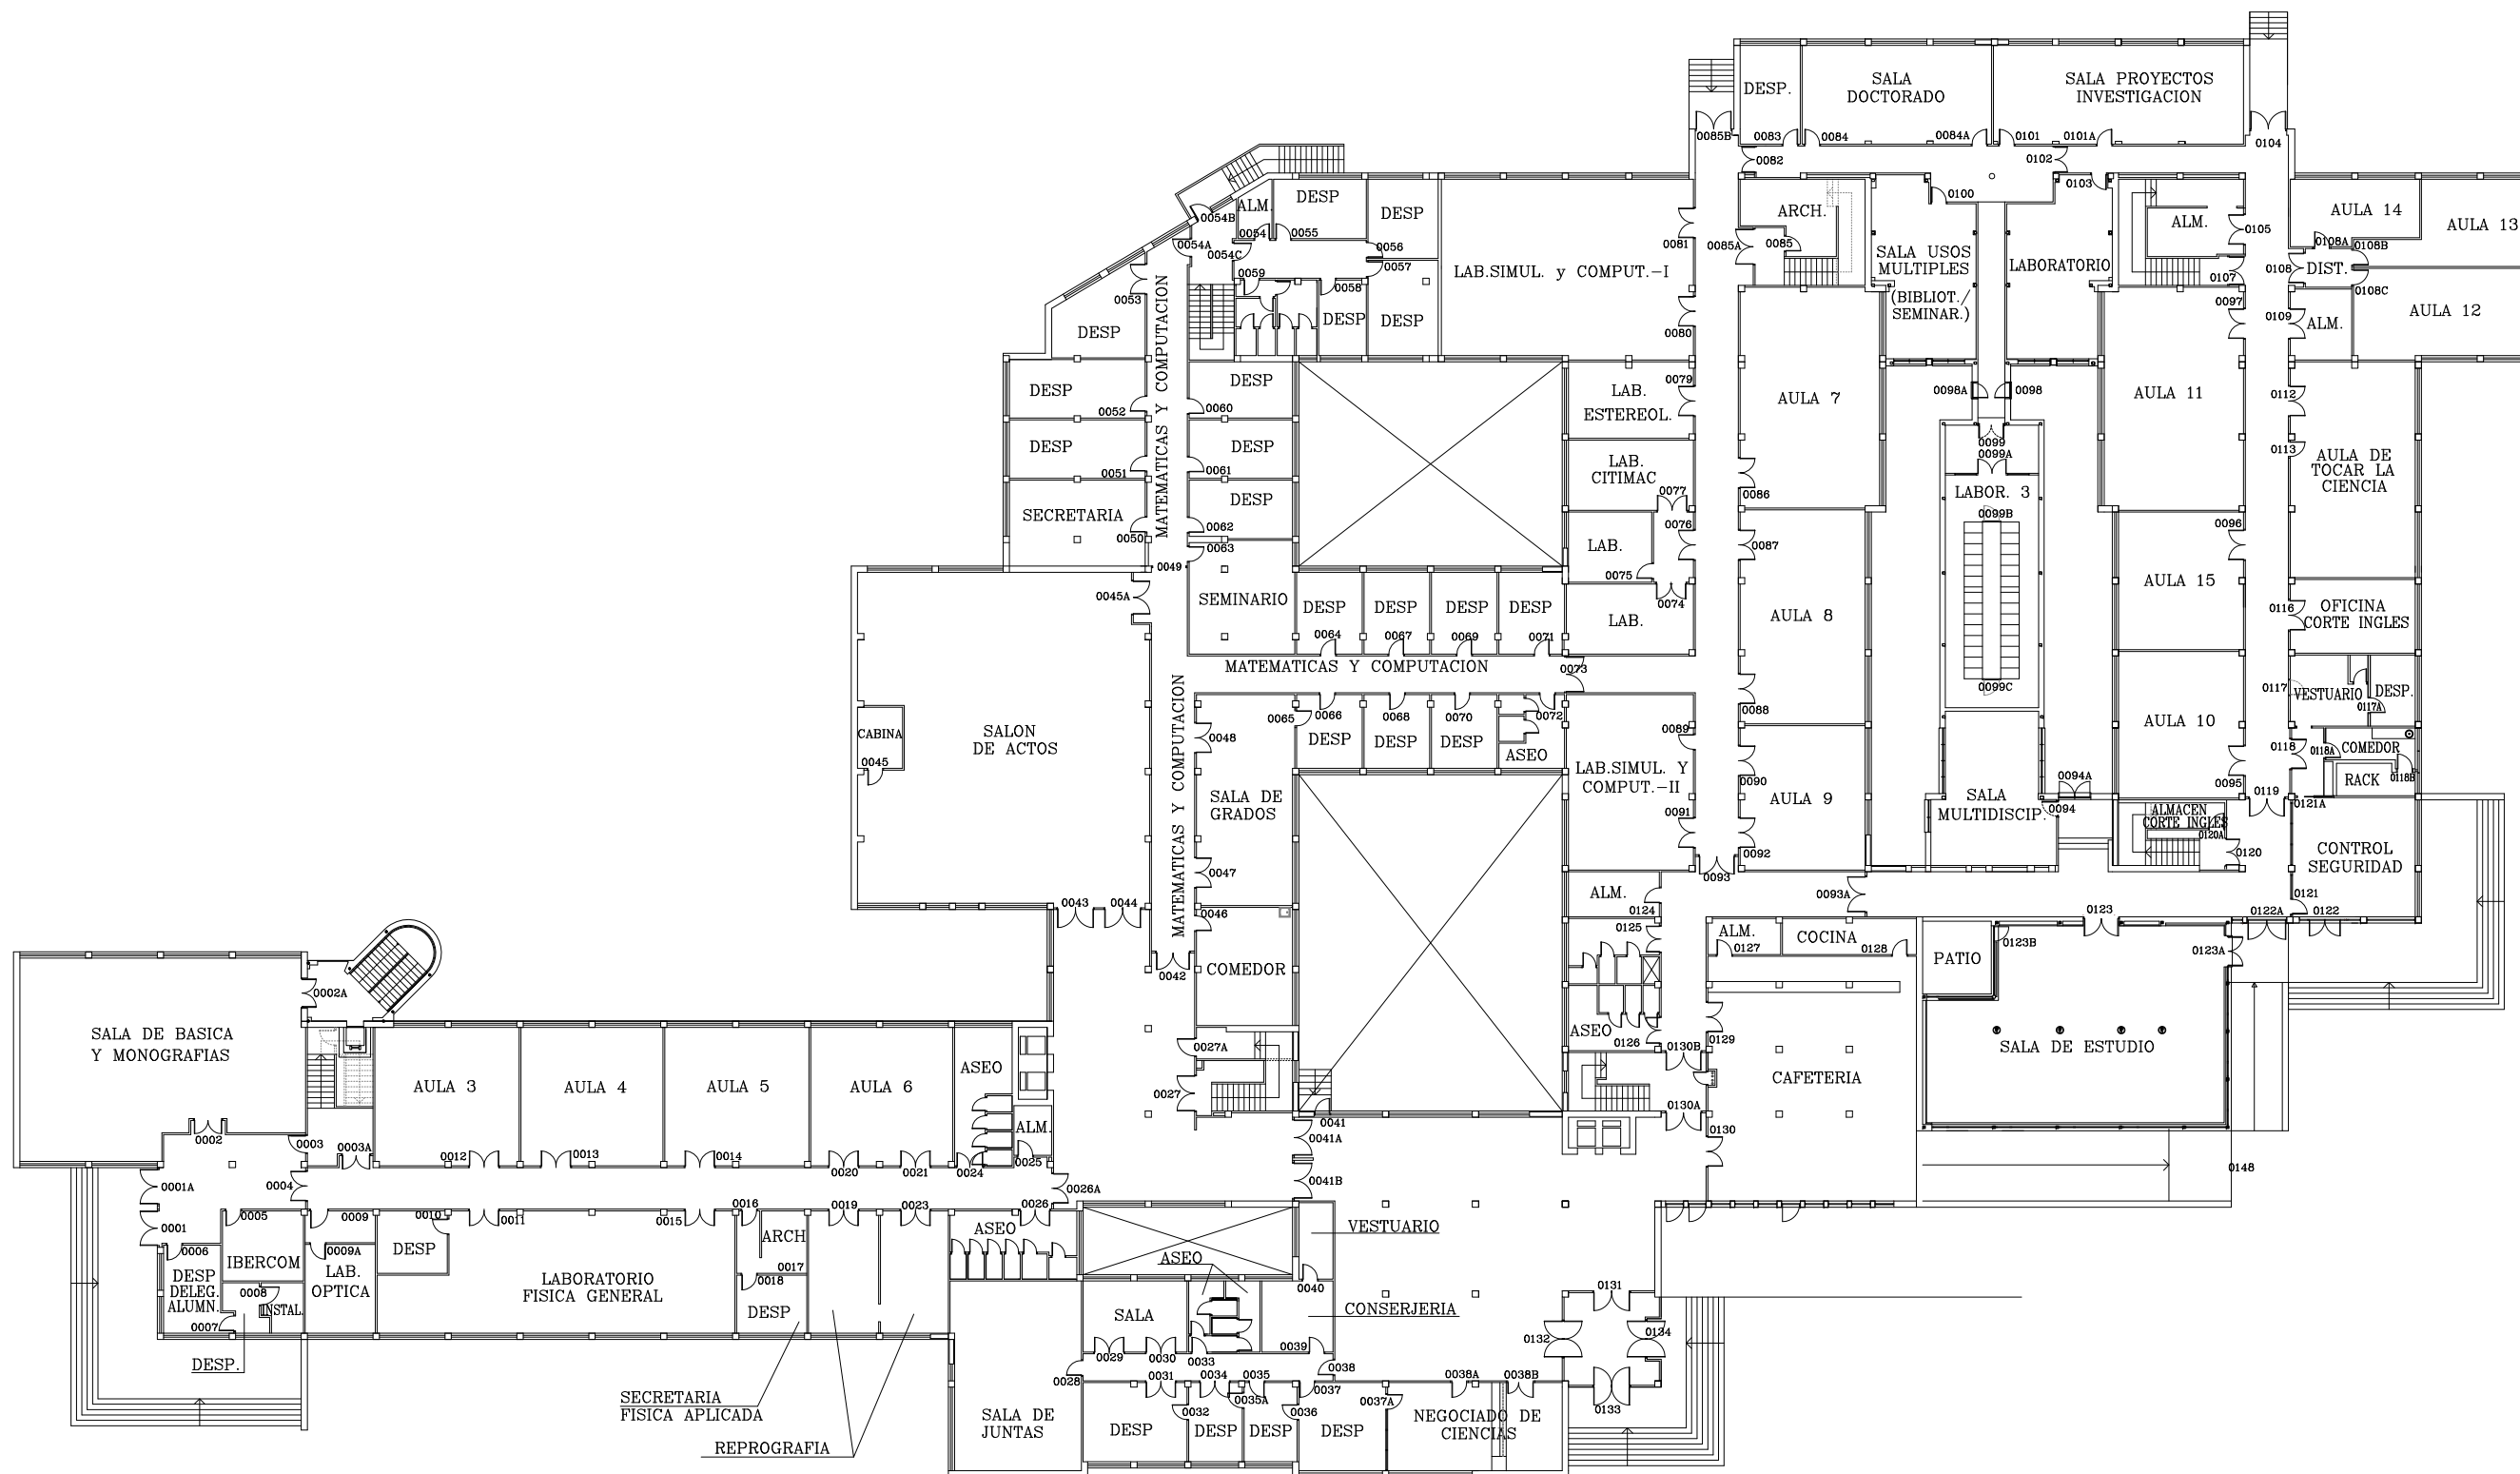 DESP.
SALA
DOCTORADO
SALA PROYECTOS
INVESTIGACION
0085B
0083
0084
0084A
0101
0101A
0104
0082
0102
0103
0100
ALM.
DESP
DESP
0054B
0054
0055
0054A
0054C
0056
0057
0059
0058
DESP
DESP
0053
DESP
MATEMATICAS Y COMPUTACION
LAB.SIMUL. y COMPUT.-I
0081
0080
ARCH.
0085A
0085
SALA USOS
MULTIPLES
(BIBLIOT./
SEMINAR.)
LABORATORIO
ALM.
0105
0107
0097
AULA 14
AULA 13
0108A
0108B
0108
DIST.
0108C
0109
ALM.
AULA 12
DESP
0052
DESP
0060
DESP
0051
DESP
0061
SECRETARIA
0050
DESP
0062
0063
0049
LAB.
ESTEREOL.
0079
LAB.
CITIMAC
0077
0076
LAB.
0075
0074
LAB.
AULA 7
0086
0087
0098A
0098
0099
0099A
LABOR. 3
0099B
0099C
AULA 11
0096
0112
0113
AULA DE
TOCAR LA
CIENCIA
0045A
SEMINARIO
DESP
DESP
DESP
DESP
0064
0067
0069
0071
MATEMATICAS Y COMPUTACION
0073
AULA 8
0088
AULA 15
0116
OFICINA
CORTE INGLES
SALON
DE ACTOS
CABINA
0045
MATEMATICAS Y COMPUTACION
0048
0065
0066
0068
0070
0072
DESP
DESP
DESP
ASEO
0089
LAB.SIMUL. Y
COMPUT.-II
0091
0090
AULA 9
0092
AULA 10
0095
0117
VESTUARIO
DESP.
0117A
0118
0118A
COMEDOR
RACK
0118B
SALA DE
GRADOS
0047
0046
SALA
MULTIDISCIP.
0094A
0094
ALMACEN
CORTE INGLES
0120A
0120
0119
0121A
CONTROL
SEGURIDAD
0121
0122A
0122
0043
0044
0042
COMEDOR
0093
0093A
ALM.
0124
0125
ALM.
0127
COCINA
0128
PATIO
0123B
0123
0123A
SALA DE ESTUDIO
0002A
SALA DE BASICA
Y MONOGRAFIAS
AULA 3
AULA 4
AULA 5
AULA 6
ASEO
ALM.
0025
0027A
0027
ASEO
0126
0130B
0129
CAFETERIA
0130A
0130
0148
0041
0041A
0041B
0002
0003
0003A
0012
0013
0014
0020
0021
0024
0001A
0004
0026A
0001
0005
0009
0010
0011
0015
0016
0019
0023
0026
0006
IBERCOM
0009A
LAB.
OPTICA
DESP
DESP
DELEG.
ALUMN.
0008
INSTAL.
0007
DESP.
LABORATORIO
FISICA GENERAL
ARCH
0017
0018
DESP
ASEO
ASEO
VESTUARIO
0040
CONSERJERIA
SALA
0029
0030
0033
0039
0038
0028
0031
0034
0035
0037
0032
0035A
0036
0037A
0038A
0038B
0131
0132
0134
0133
SECRETARIA
FISICA APLICADA
REPROGRAFIA
SALA DE
JUNTAS
DESP
DESP
DESP
DESP
NEGOCIADO DE
CIENCIAS